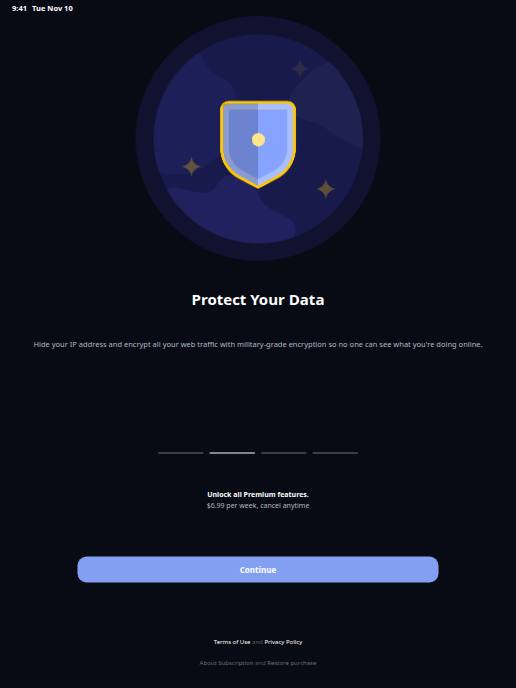 9:41 Tue Nov 10
Protect Your Data
Hide your IP address and encrypt all your web traffic with military-grade encryption so no one can see what you're doing online.
Unlock all Premium features.
$6.99 per week, cancel anytime
Continue
Terms of Use and Privacy Policy
About Subscription and Restore purchase